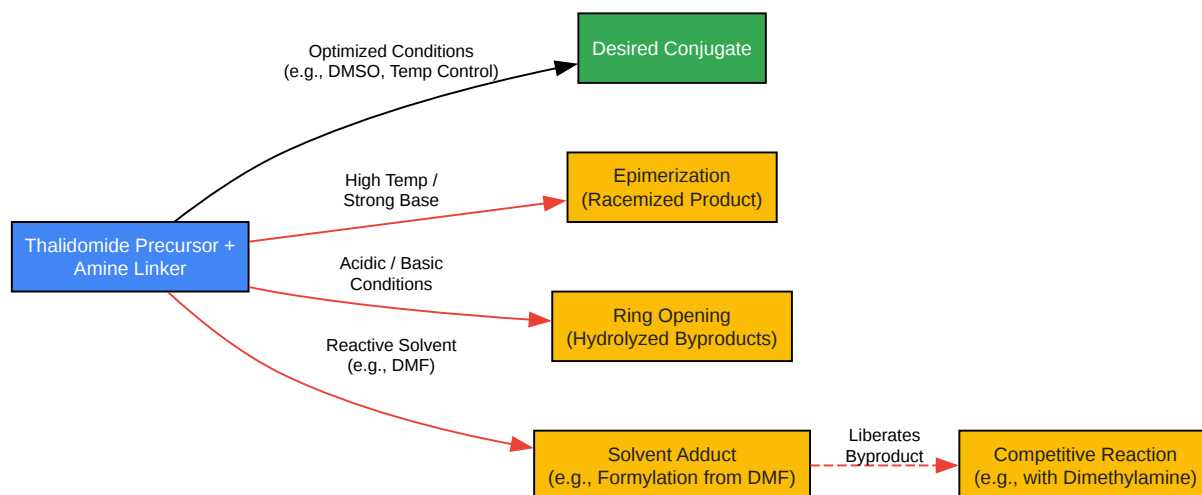 Optimized Conditions
(e.g., DMSO, Temp Control)
Desired Conjugate
High Temp /
Strong Base
Epimerization
(Racemized Product)
Thalidomide Precursor +
Amine Linker
Acidic / Basic
Conditions
Ring Opening
(Hydrolyzed Byproducts)
Reactive Solvent
(e.g., DMF)
Solvent Adduct
(e.g., Formylation from DMF)
Liberates
Byproduct
Competitive Reaction
(e.g., with Dimethylamine)